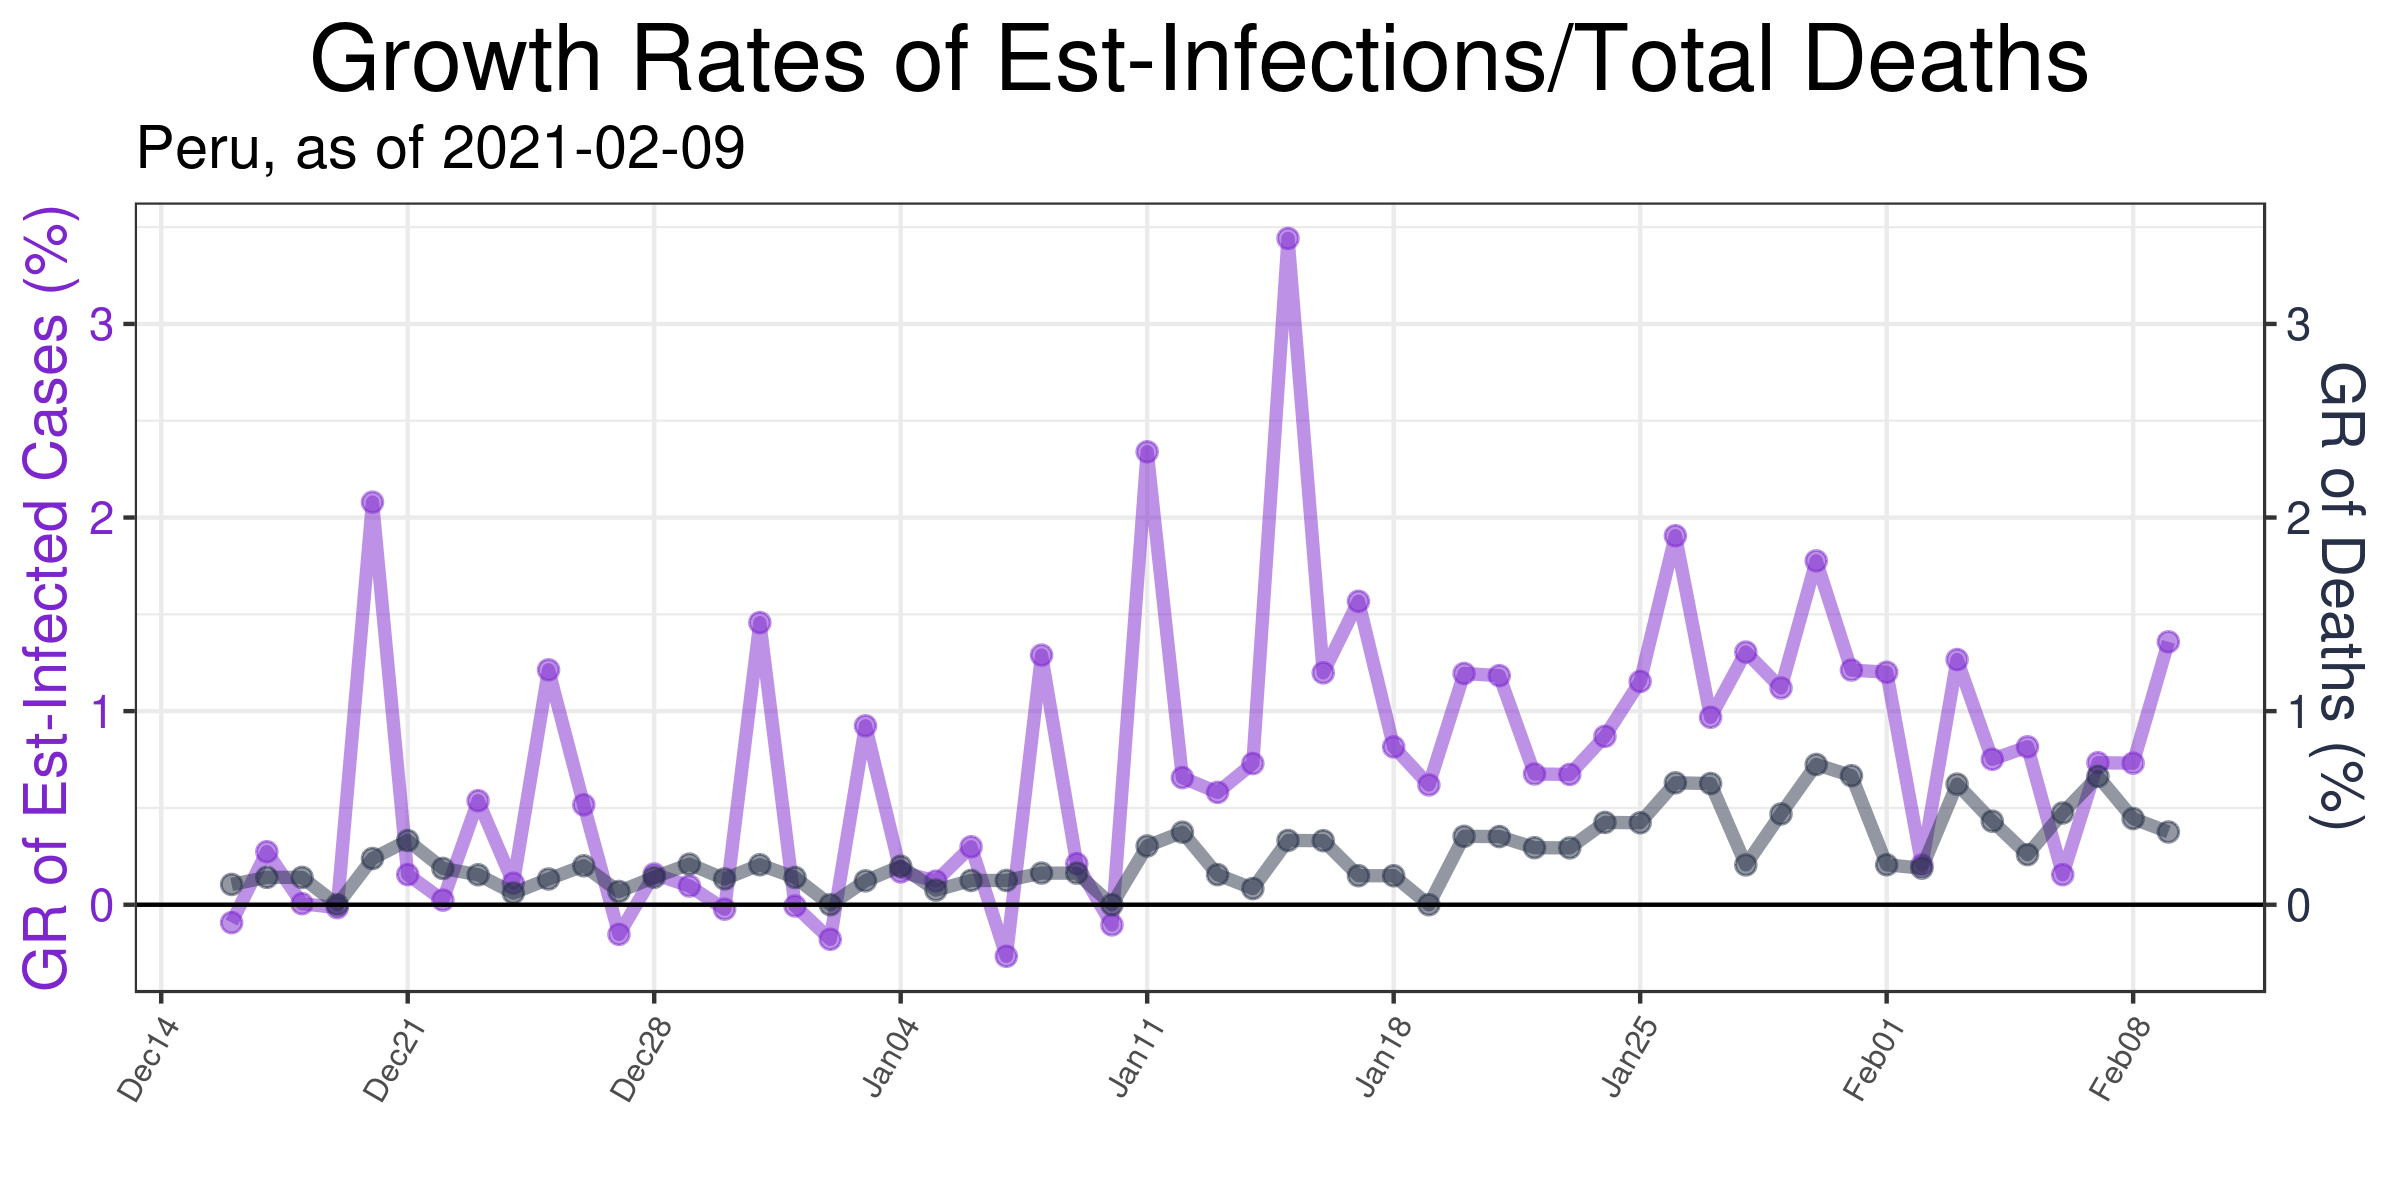 Growth Rates of Est-Infections/Total Deaths
Peru, as of 2021-02-09
GR of Est-Infected Cases (%)
3
2
1
0
3
2
1
0
GR of Deaths (%)
Dec14
Dec21
Dec28
Jan04
Jan11
Jan18
Jan25
Feb01
Feb08